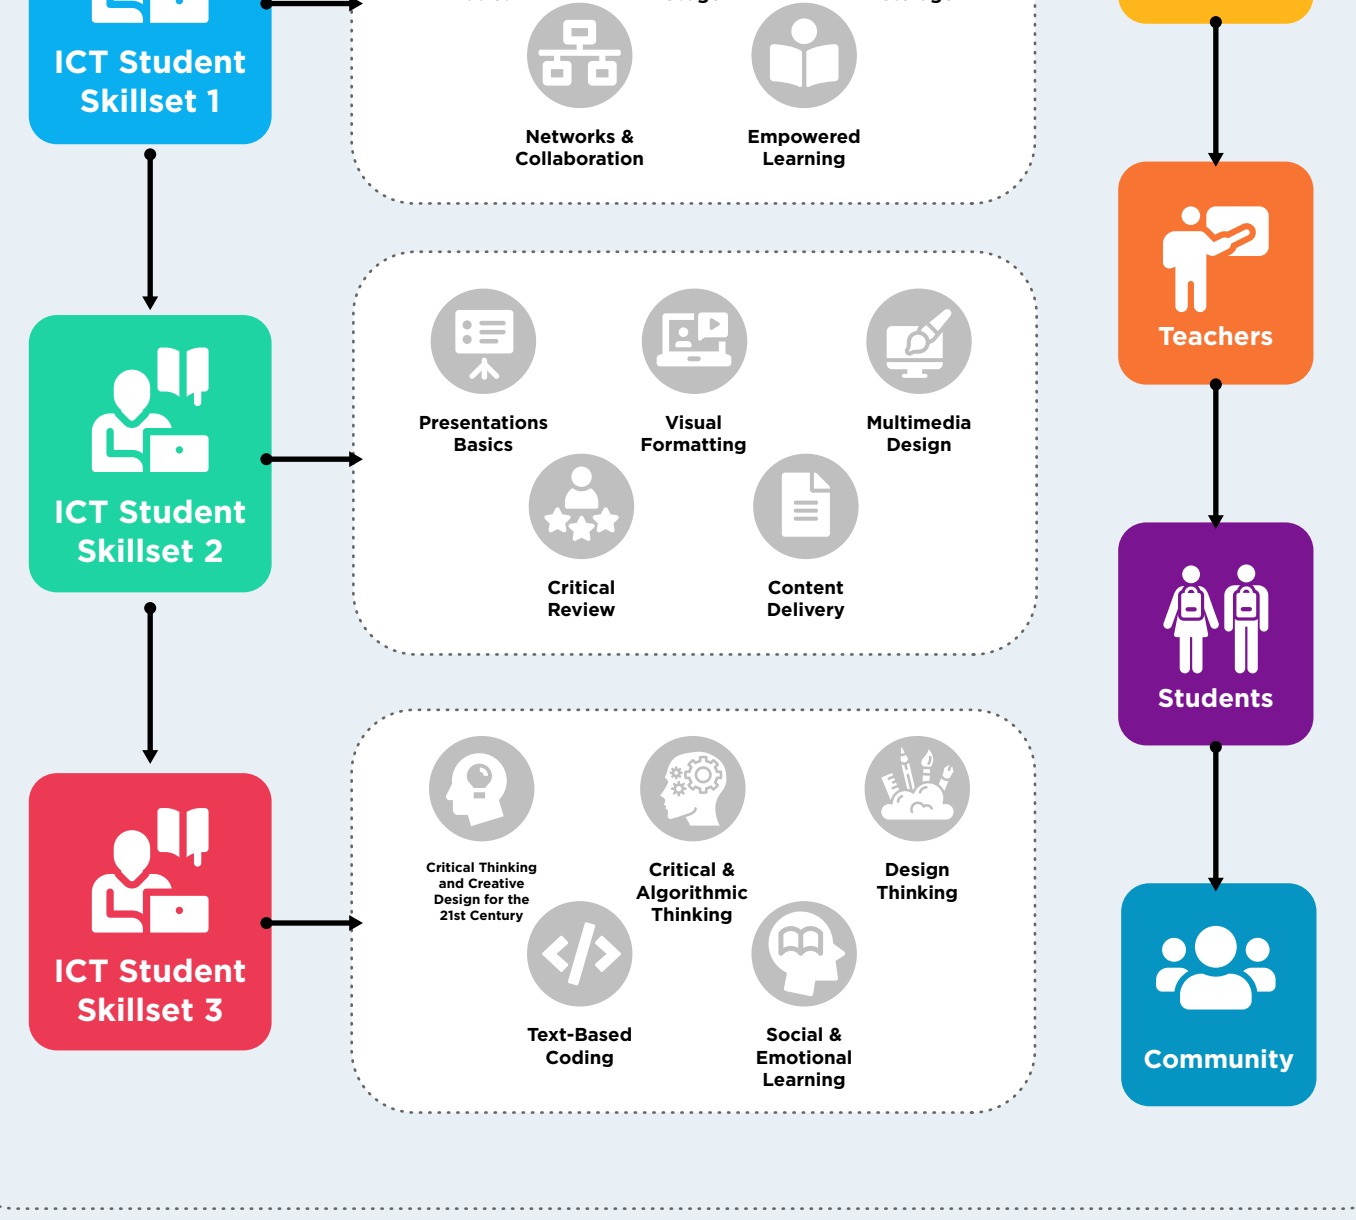 ICT Student
Skillset 1
Networks &
Collaboration
Empowered
Learning
ICT Student
Skillset 2
Presentations
Basics
Visual
Formatting
Multimedia
Design
Critical
Review
Content
Delivery
ICT Student
Skillset 3
Critical Thinking
and Creative
Design for the
21st Century
Critical &
Algorithmic
Thinking
Design
Thinking
Text-Based
Coding
Social &
Emotional
Learning
Teachers
Students
Community